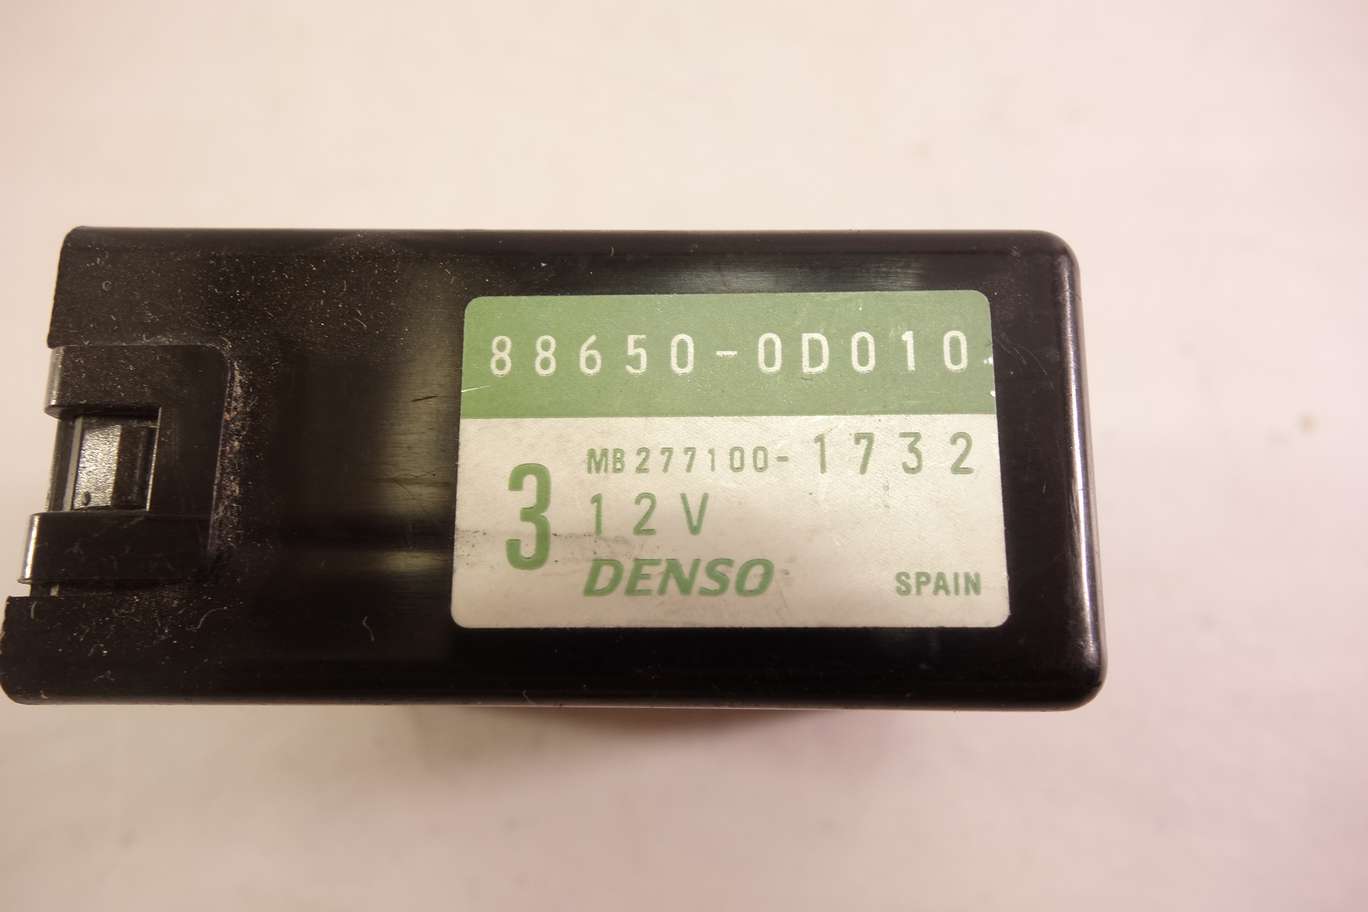 88650-0D010
MB277100-1732
3
12V
DENSO
SPAIN